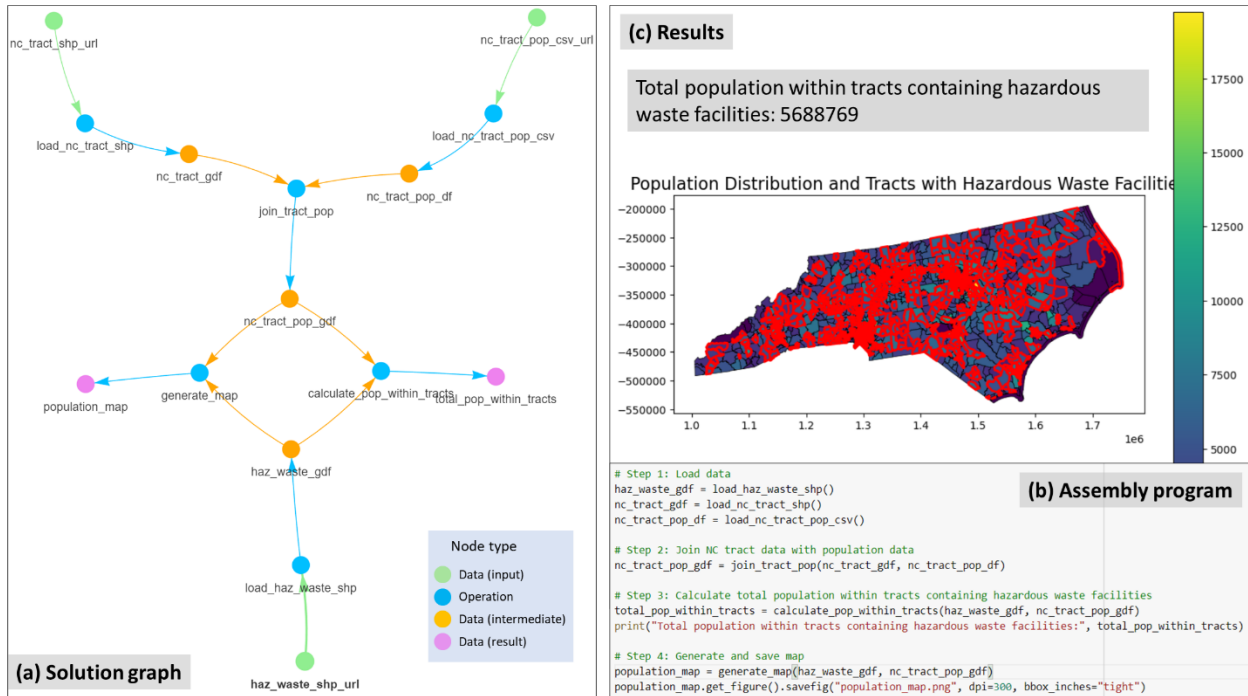 nc_tract_shp_url
nc_tract_pop_csv_url
load_nc_tract_shp
load_nc_tract_pop_csv
nc_tract_gdf
nc_tract_pop_df
join_tract_pop
nc_tract_pop_gdf
population_map
generate_map
calculate_pop_within_tracts
total_pop_within_tracts
haz_waste_gdf
load_haz_waste_shp
haz_waste_shp_url
Node type
Data (input)
Operation
Data (intermediate)
Data (result)
(a) Solution graph
(c) Results
Total population within tracts containing hazardous
waste facilities: 5688769
Population Distribution and Tracts with Hazardous Waste Facilitie
−200000
−250000
−300000
−350000
−400000
−450000
−500000
−550000
1.0
1.1
1.2
1.3
1.4
1.5
1.6
1.7
1e6
17500
15000
12500
10000
7500
5000
(b) Assembly program
# Step 1: Load data
haz_waste_gdf = load_haz_waste_shp()
nc_tract_gdf = load_nc_tract_shp()
nc_tract_pop_df = load_nc_tract_pop_csv()
# Step 2: Join NC tract data with population data
nc_tract_pop_gdf = join_tract_pop(nc_tract_gdf, nc_tract_pop_df)
# Step 3: Calculate total population within tracts containing hazardous waste facilities
total_pop_within_tracts = calculate_pop_within_tracts(haz_waste_gdf, nc_tract_pop_gdf)
print("Total population within tracts containing hazardous waste facilities:", total_pop_within_tracts)
# Step 4: Generate and save map
population_map = generate_map(haz_waste_gdf, nc_tract_pop_gdf)
population_map.get_figure().savefig("population_map.png", dpi=300, bbox_inches="tight")